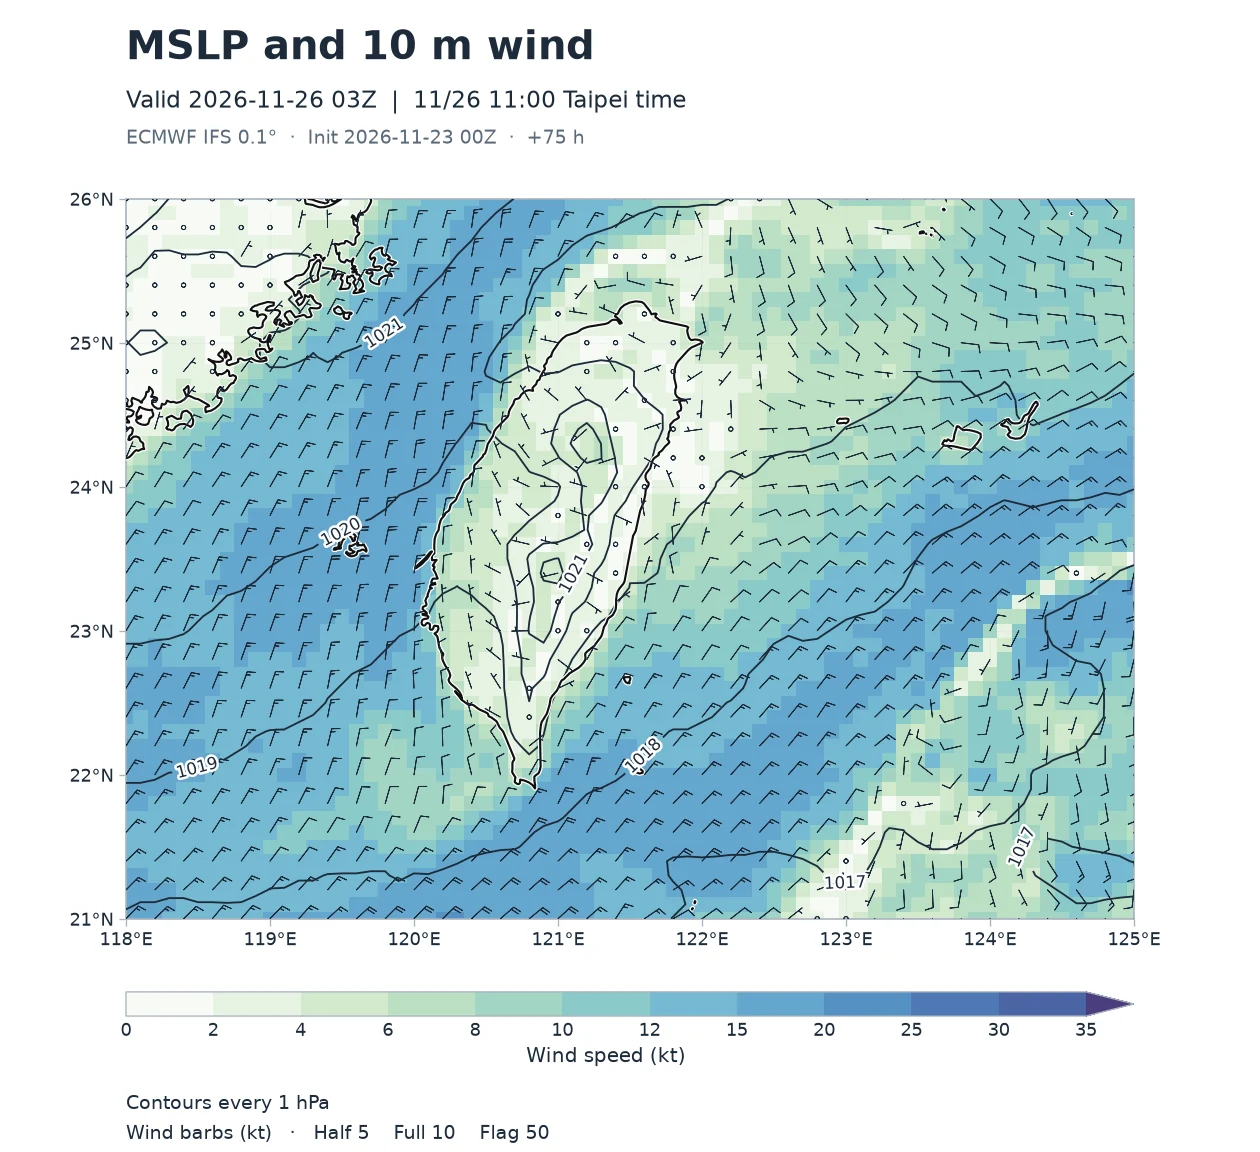 MSLP and 10 m wind
Valid 2026-11-26 03Z | 11/26 11:00 Taipei time
ECMWF IFS 0.1° · Init 2026-11-23 00Z · +75 h
26°N
25°N
24°N
23°N
22°N
21°N
1021
1020
1021
1019
1018
1017
1017
118°E 119°E 120°E 121°E 122°E 123°E 124°E 125°E
0 2 4 6 8 10 12 15 20 25 30 35
Wind speed (kt)
Contours every 1 hPa
Wind barbs (kt) · Half 5 Full 10 Flag 50